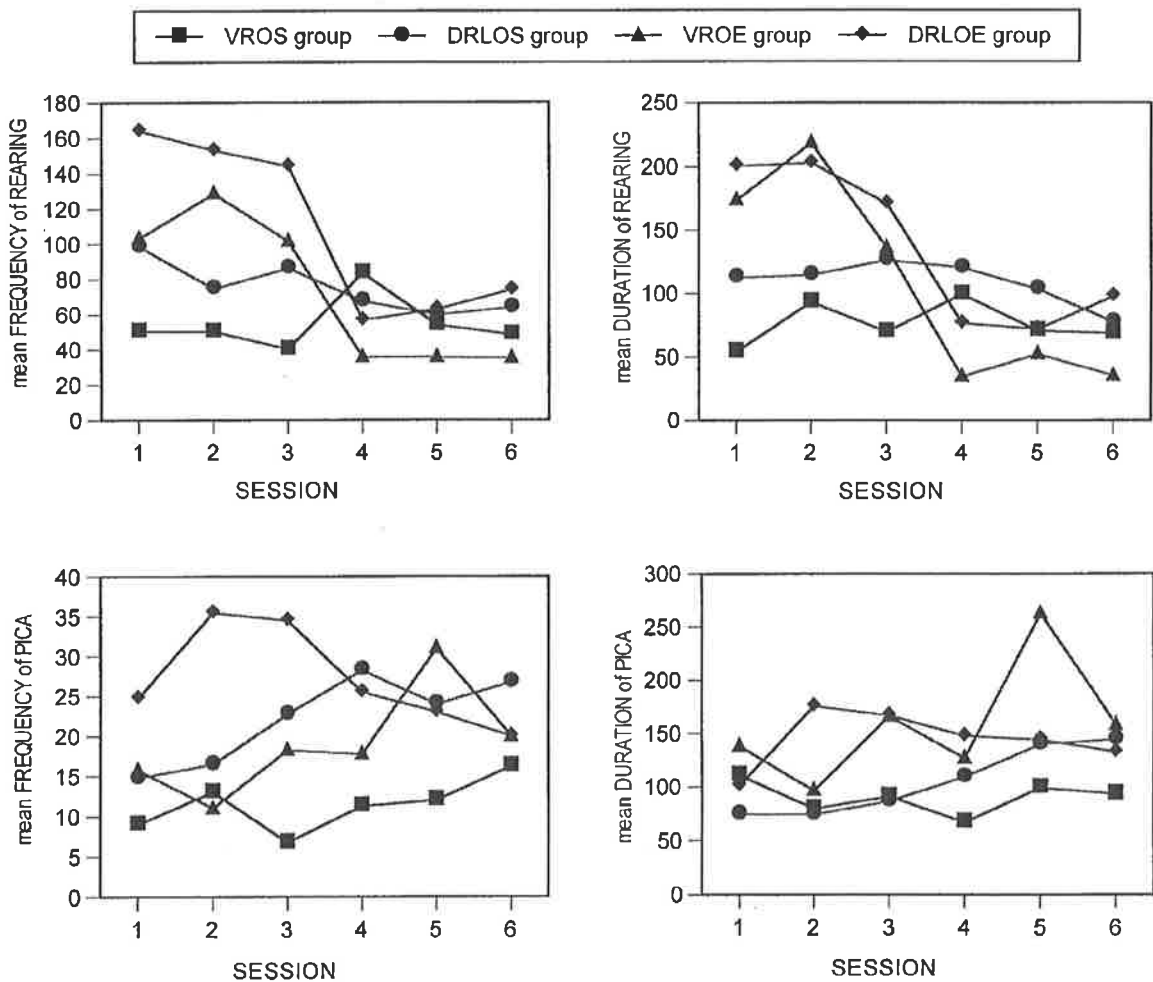 VROS group DRLOS group VROE group DRLOE group
mean FREQUENCY of REARING
180
160
140
120
100
80
60
40
20
0
1 2 3 4 5 6
SESSION
mean DURATION of REARING
250
200
150
100
50
0
1 2 3 4 5 6
SESSION
mean FREQUENCY of PICA
40
35
30
25
20
15
10
5
0
1 2 3 4 5 6
SESSION
mean DURATION of PICA
300
250
200
150
100
50
0
1 2 3 4 5 6
SESSION